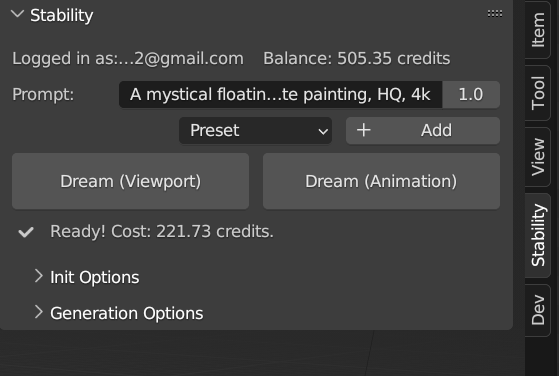 Stability
Logged in as:...2@gmail.com Balance: 505.35 credits
Prompt: A mystical floatin...te painting, HQ, 4k 1.0
Preset + Add
Dream (Viewport) Dream (Animation)
Ready! Cost: 221.73 credits.
Init Options
Generation Options
Item
Tool
View
Stability
Dev